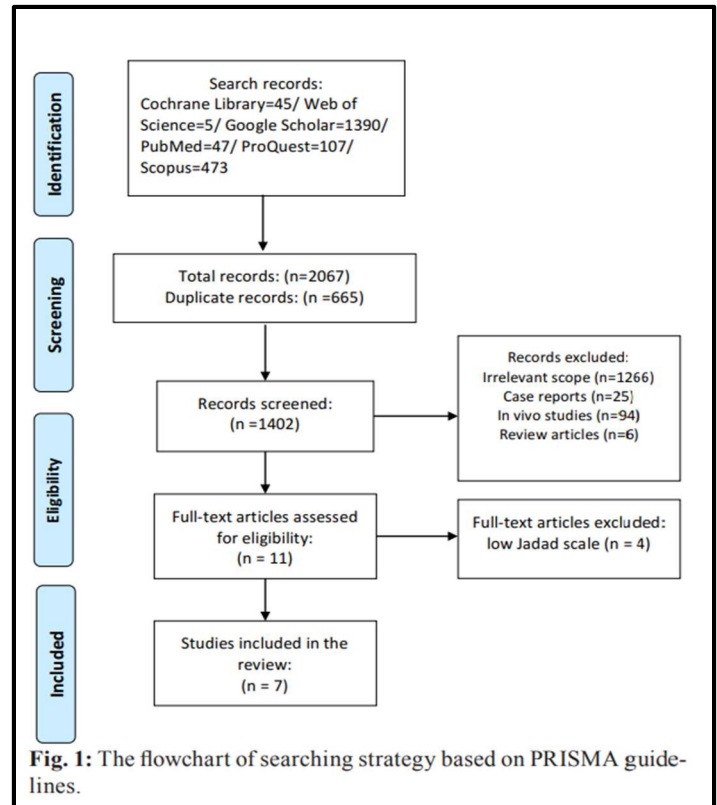 Identification
Search records:
Cochrane Library=45/ Web of
Science=5/ Google Scholar=1390/
PubMed=47/ ProQuest=107/
Scopus=473
Screening
Total records: (n=2067)
Duplicate records: (n =665)
Records screened:
(n =1402)
Records excluded:
Irrelevant scope (n=1266)
Case reports (n=25)
In vivo studies (n=94)
Review articles (n=6)
Eligibility
Full-text articles assessed
for eligibility:
(n = 11)
Full-text articles excluded:
low Jadad scale (n = 4)
Included
Studies included in the
review:
(n = 7)
Fig. 1: The flowchart of searching strategy based on PRISMA guide-
lines.